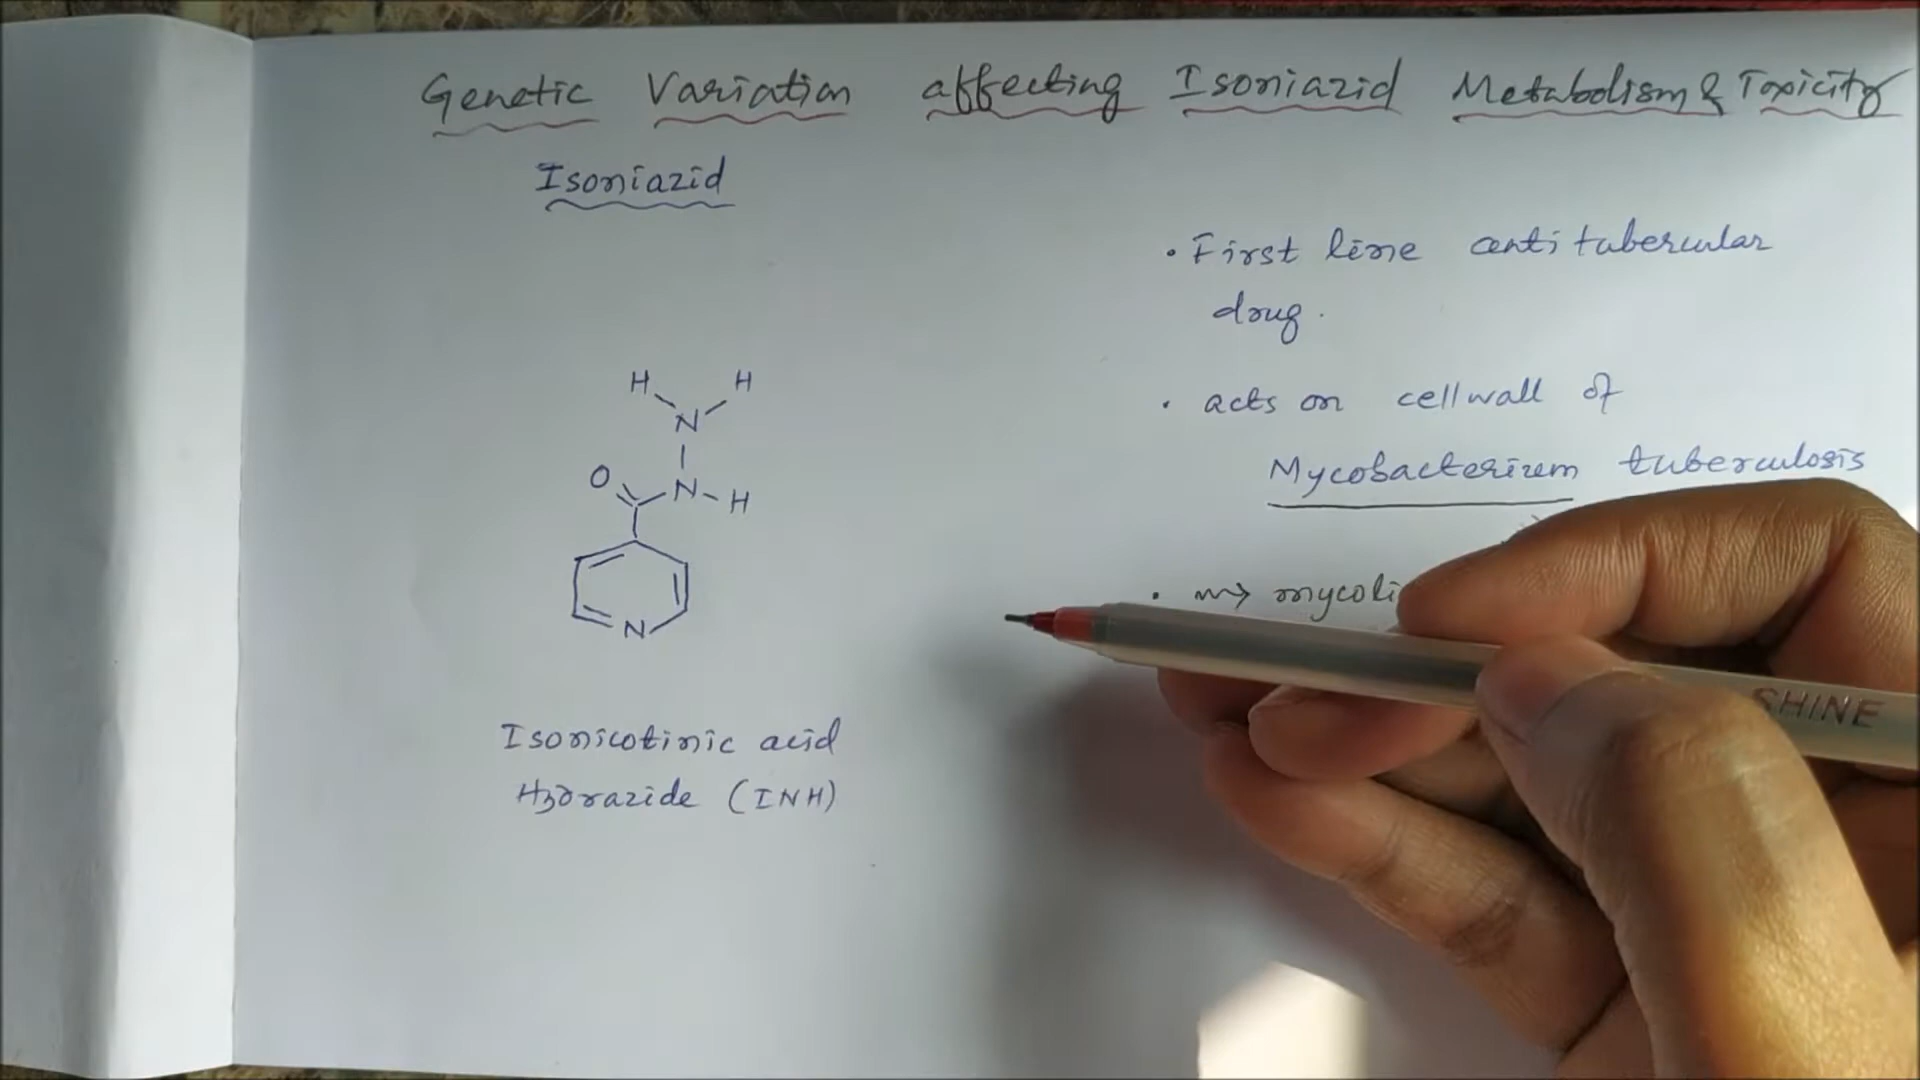 Genetic Variation affecting Isoniazid Metabolism & Toxicity
Isoniazid
• First line antitubercular
drug.
• acts on cellwall of
Mycobacterium tuberculosis
• m→ mycoli
H H
N
O N-H
N
Isonicotinic acid
Hydrazide (INH)
SHINE